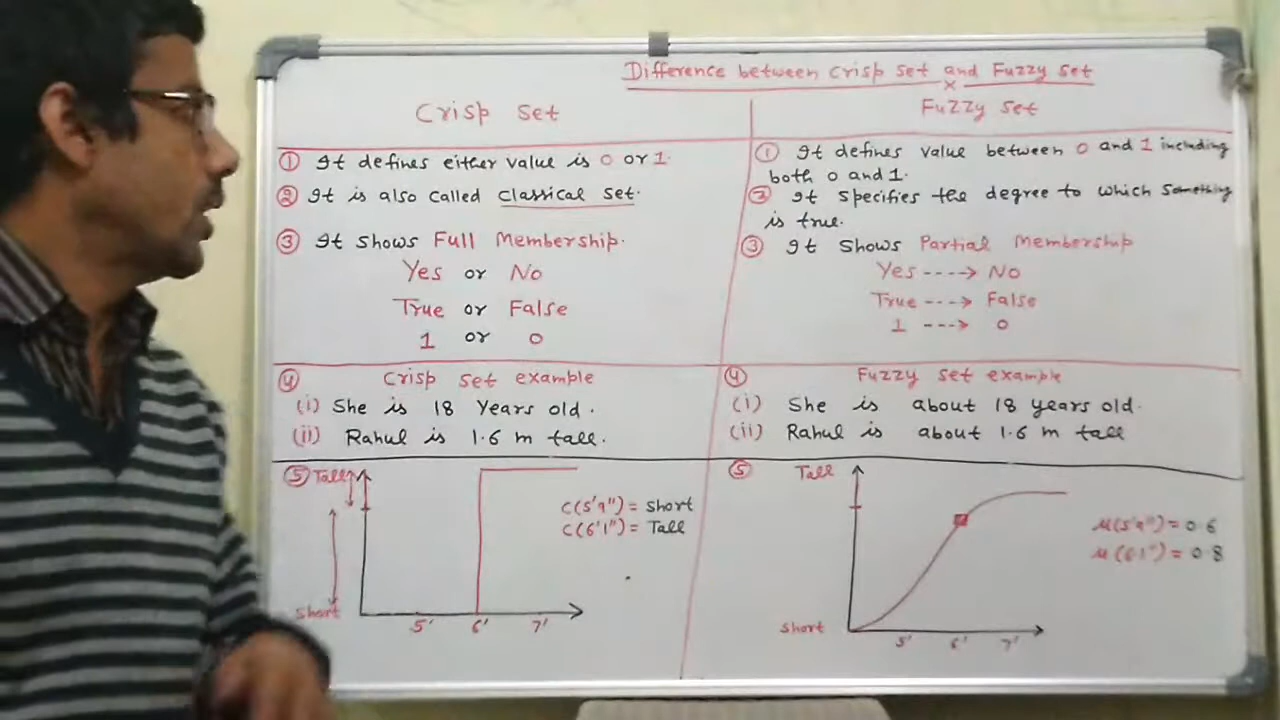 Difference between Crisp set and Fuzzy set
x
Crisp set
① It defines either value is 0 or 1.
② It is also called Classical set.
③ It shows Full Membership.
Yes or No
True or False
1 or 0
④ Crisp set example
(i) She is 18 Years old.
(ii) Rahul is 1.6 m tall.
⑤ Tall
C(5'9") = Short
C(6'1") = Tall
Short
5' 6' 7'
Fuzzy set
① It defines value between 0 and 1 including
both 0 and 1.
② It specifies the degree to which something
is true.
③ It shows Partial Membership
Yes ----> No
True ---> False
1 ---> 0
④ Fuzzy set example
(i) She is about 18 years old.
(ii) Rahul is about 1.6 m tall
⑤ Tall
μ(5'9") = 0.6
μ(6'1") = 0.8
Short
5' 6' 7'